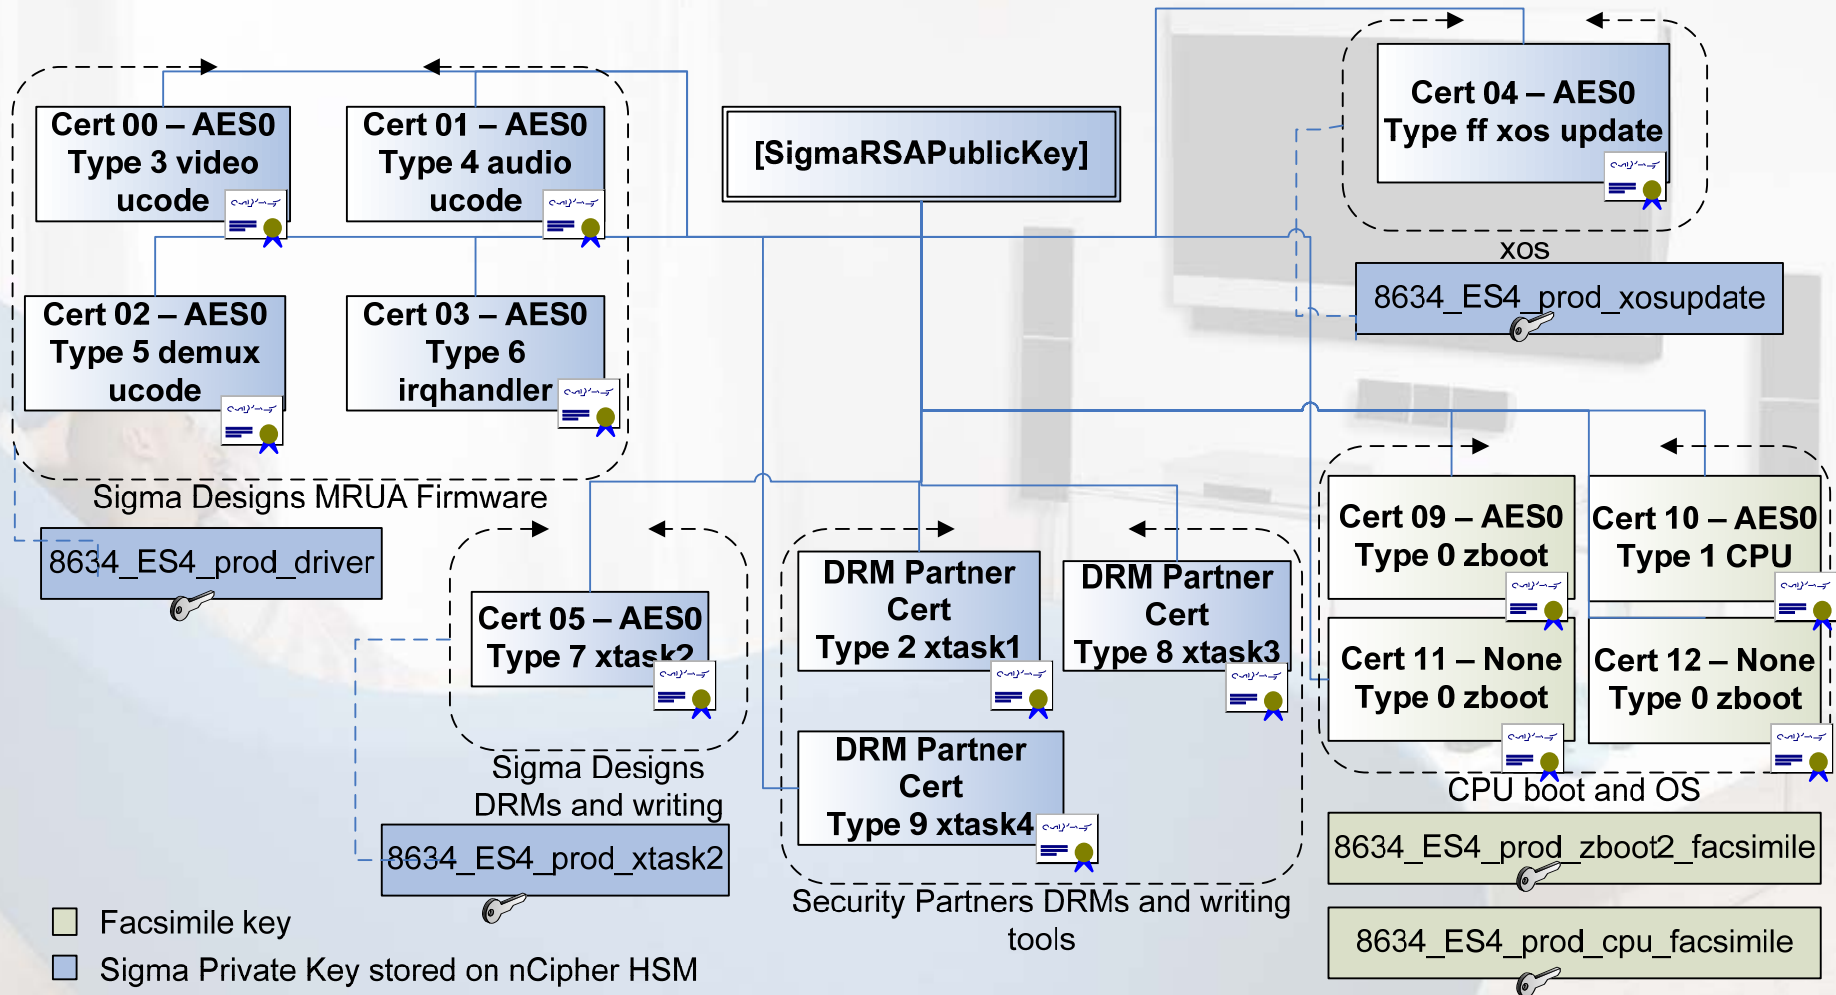 Cert 00 – AES0
Type 3 video
ucode
Cert 01 – AES0
Type 4 audio
ucode
[SigmaRSAPublicKey]
Cert 04 – AES0
Type ff xos update
xos
8634_ES4_prod_xosupdate
Cert 02 – AES0
Type 5 demux
ucode
Cert 03 – AES0
Type 6
irqhandler
Sigma Designs MRUA Firmware
8634_ES4_prod_driver
Cert 05 – AES0
Type 7 xtask2
Sigma Designs
DRMs and writing
8634_ES4_prod_xtask2
DRM Partner
Cert
Type 2 xtask1
DRM Partner
Cert
Type 8 xtask3
DRM Partner
Cert
Type 9 xtask4
Security Partners DRMs and writing
tools
Cert 09 – AES0
Type 0 zboot
Cert 10 – AES0
Type 1 CPU
Cert 11 – None
Type 0 zboot
Cert 12 – None
Type 0 zboot
CPU boot and OS
8634_ES4_prod_zboot2_facsimile
8634_ES4_prod_cpu_facsimile
Facsimile key
Sigma Private Key stored on nCipher HSM